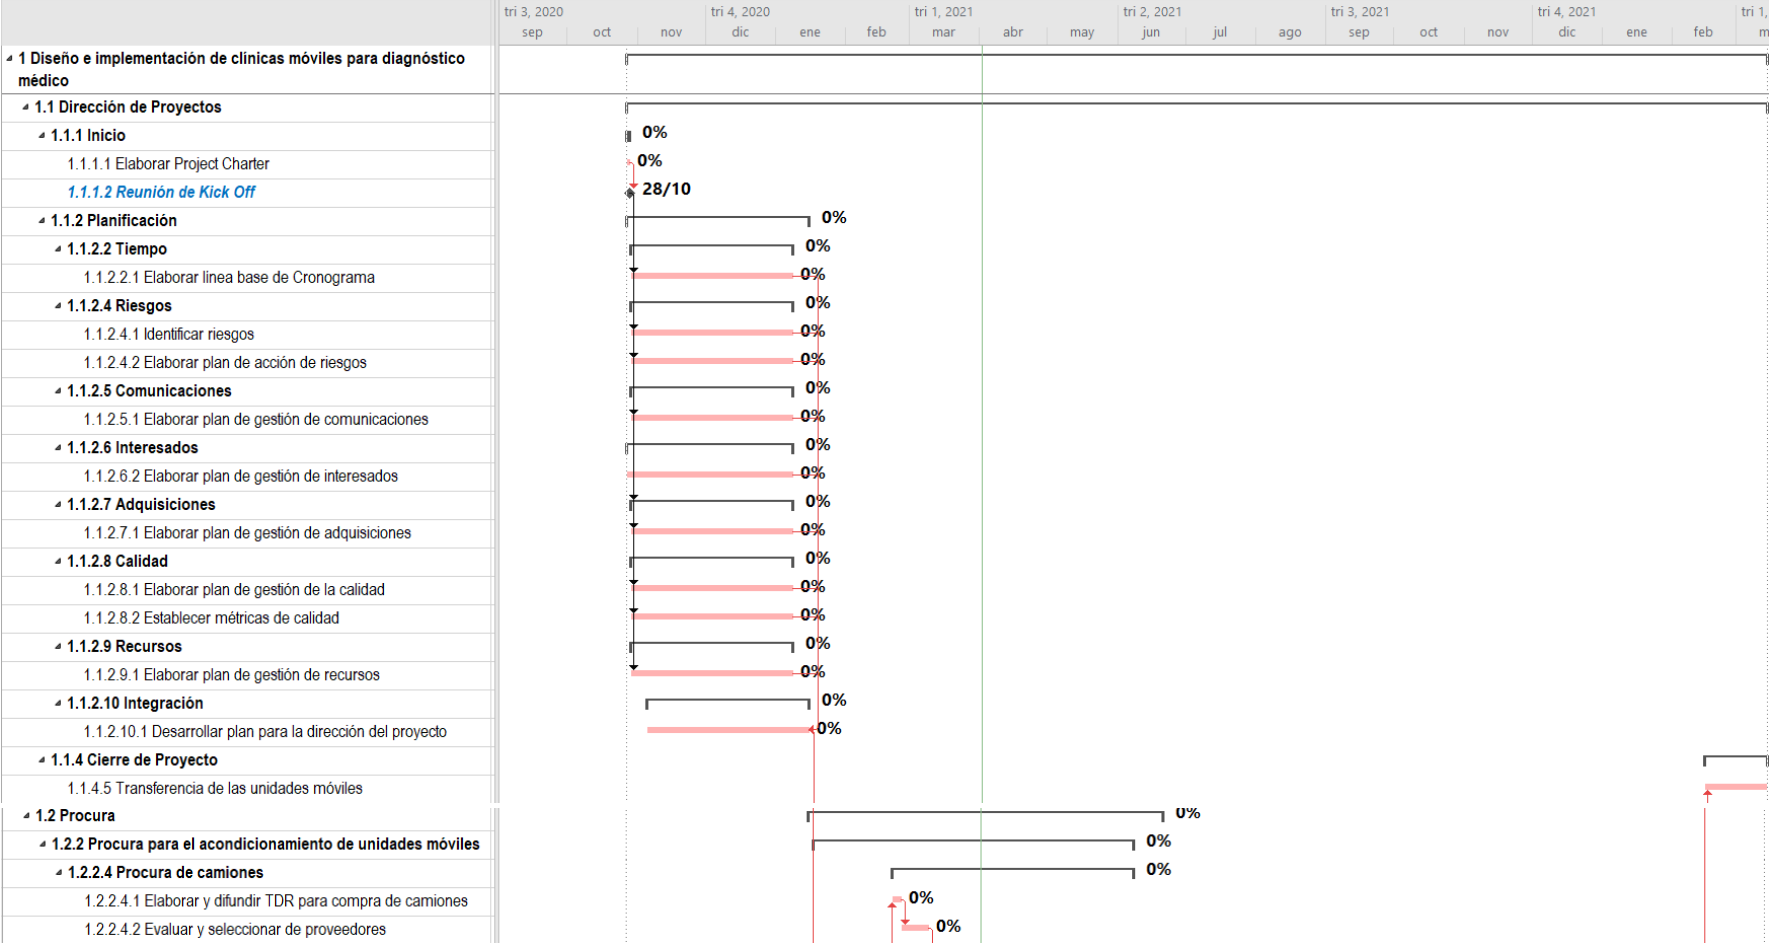 tri 3, 2020 tri 4, 2020 tri 1, 2021 tri 2, 2021 tri 3, 2021 tri 4, 2021 tri 1,
sep oct nov dic ene feb mar abr may jun jul ago sep oct nov dic ene feb m
1 Diseño e implementación de clínicas móviles para diagnóstico
médico
1.1 Dirección de Proyectos
1.1.1 Inicio 0%
1.1.1.1 Elaborar Project Charter 0%
1.1.1.2 Reunión de Kick Off 28/10
1.1.2 Planificación 0%
1.1.2.2 Tiempo 0%
1.1.2.2.1 Elaborar línea base de Cronograma 0%
1.1.2.4 Riesgos 0%
1.1.2.4.1 Identificar riesgos 0%
1.1.2.4.2 Elaborar plan de acción de riesgos 0%
1.1.2.5 Comunicaciones 0%
1.1.2.5.1 Elaborar plan de gestión de comunicaciones 0%
1.1.2.6 Interesados 0%
1.1.2.6.2 Elaborar plan de gestión de interesados 0%
1.1.2.7 Adquisiciones 0%
1.1.2.7.1 Elaborar plan de gestión de adquisiciones 0%
1.1.2.8 Calidad 0%
1.1.2.8.1 Elaborar plan de gestión de la calidad 0%
1.1.2.8.2 Establecer métricas de calidad 0%
1.1.2.9 Recursos 0%
1.1.2.9.1 Elaborar plan de gestión de recursos 0%
1.1.2.10 Integración 0%
1.1.2.10.1 Desarrollar plan para la dirección del proyecto 0%
1.1.4 Cierre de Proyecto
1.1.4.5 Transferencia de las unidades móviles
1.2 Procura 0%
1.2.2 Procura para el acondicionamiento de unidades móviles 0%
1.2.2.4 Procura de camiones 0%
1.2.2.4.1 Elaborar y difundir TDR para compra de camiones 0%
1.2.2.4.2 Evaluar y seleccionar de proveedores 0%